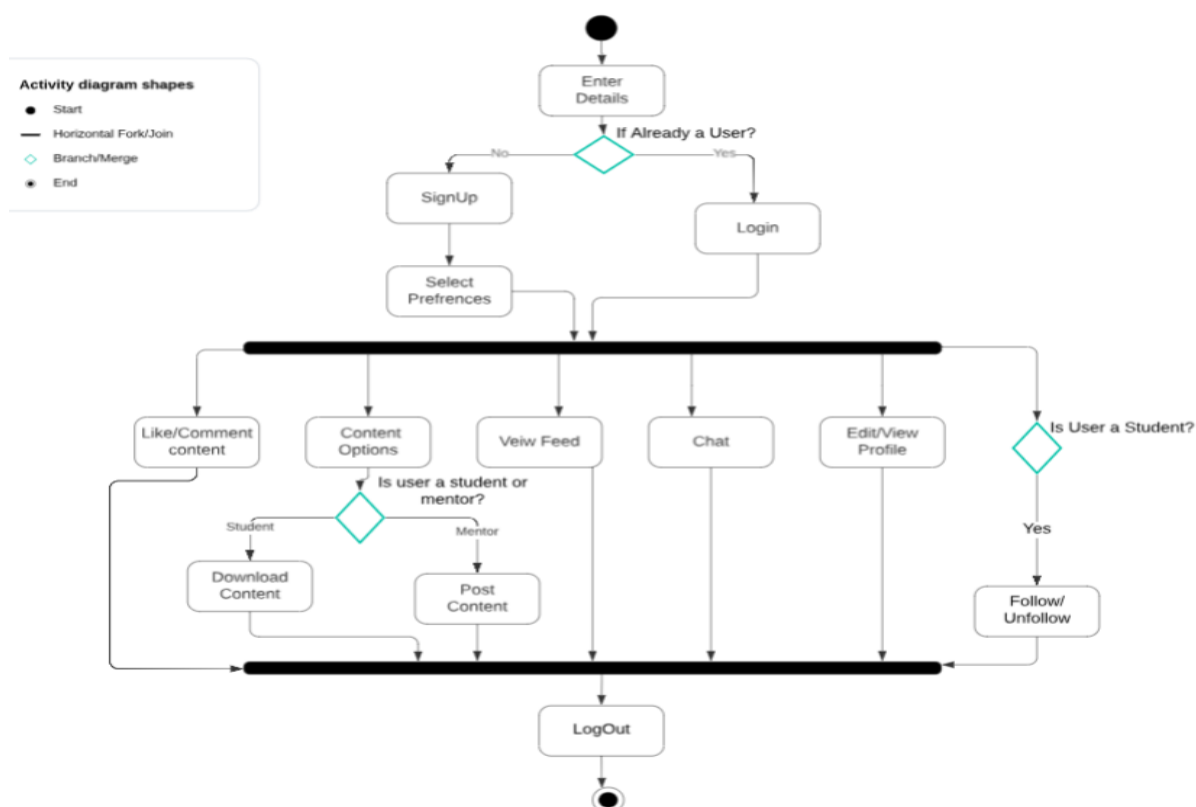 Activity diagram shapes
Start
Horizontal Fork/Join
Branch/Merge
End
Enter
Details
If Already a User?
No
Yes
SignUp
Login
Select
Prefrences
Like/Comment
content
Content
Options
Veiw Feed
Chat
Edit/View
Profile
Is User a Student?
Is user a student or
mentor?
Student
Mentor
Yes
Download
Content
Post
Content
Follow/
Unfollow
LogOut